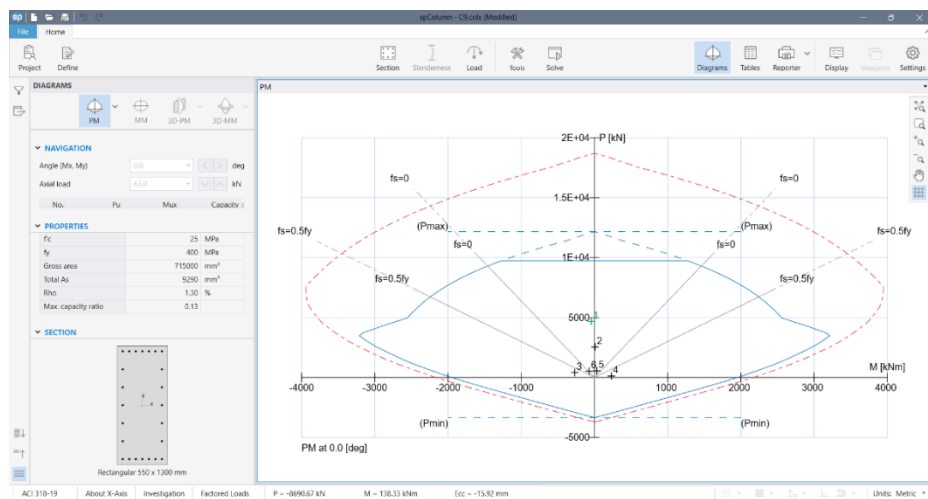 sp
spColumn - C9.colx (Modified)
File
Home
Project
Define
Section
Slenderness
Load
Tools
Solve
Diagrams
Tables
Reporter
Display
Viewports
Settings
DIAGRAMS
PM
MM
3D-PM
3D-MM
NAVIGATION
Angle (Mx, My)
0.0
deg
Axial load
63.0
kN
No.
Pu
Mux
Capacity
PROPERTIES
f'c 25 MPa
fy 400 MPa
Gross area 715000 mm²
Total As 9290 mm²
Rho 1.30 %
Max. capacity ratio 0.13
SECTION
y
x
Rectangular 550 x 1300 mm
PM
2E+04
P [kN]
fs=0
fs=0
1.5E+04
fs=0.5fy
(Pmax)
fs=0
fs=0
(Pmax)
fs=0.5fy
1E+04
fs=0.5fy
fs=0.5fy
5000
1
2
3
6
5
4
M [kNm]
-4000
-3000
-2000
-1000
0
1000
2000
3000
4000
(Pmin)
(Pmin)
-5000
PM at 0.0 [deg]
ACI 318-19
About X-Axis
Investigation
Factored Loads
P = -8690.67 kN
M = 138.33 kNm
Ecc = -15.92 mm
Units: Metric